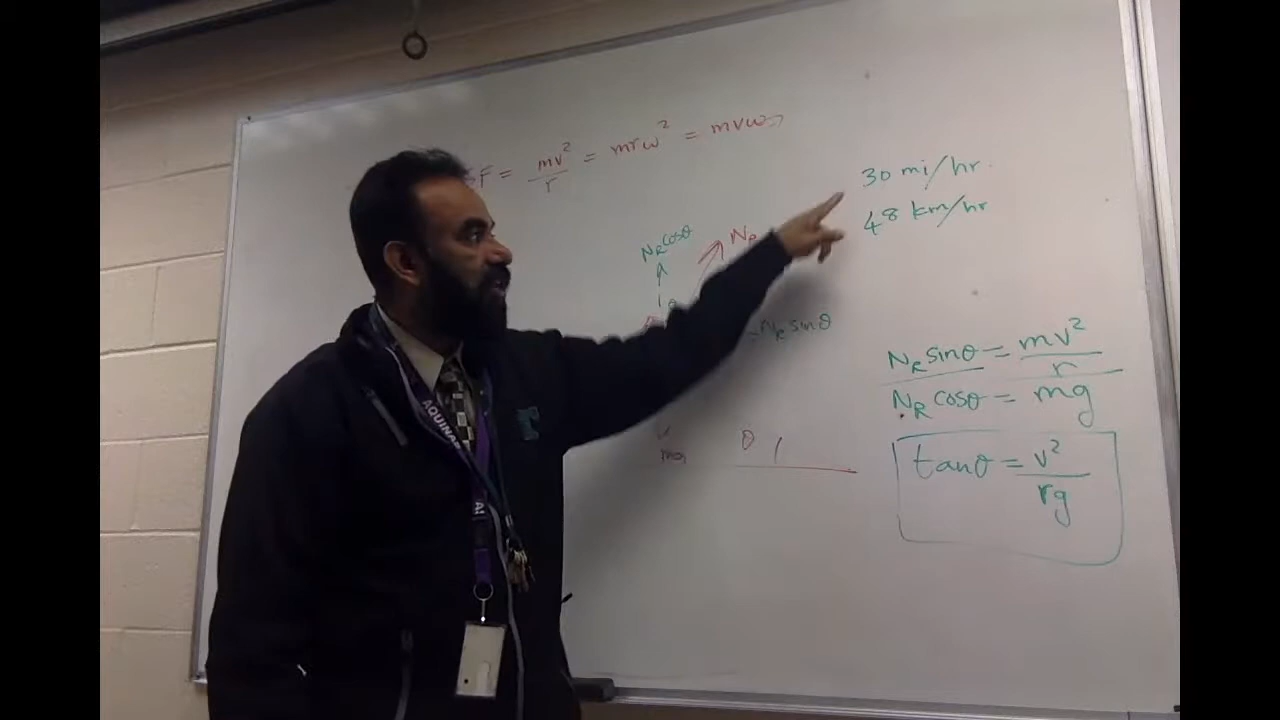 F = mv²/r = mrω² = mvω
30 mi/hr
48 km/hr
N_R cosθ
N_R
θ
N_R sinθ
N_R sinθ = mv²/r
N_R cosθ = mg
tanθ = v²/rg
θ
mg
AQUINAS